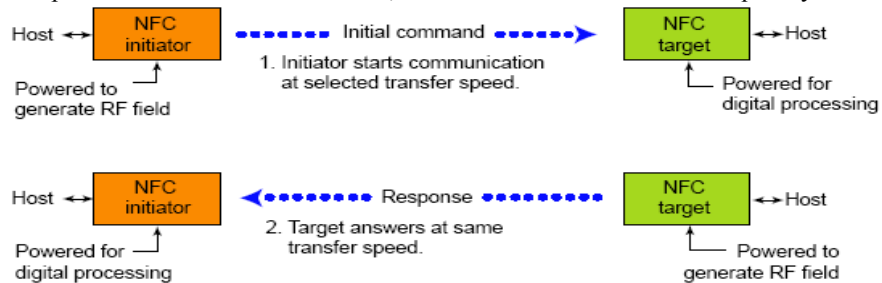 Host
NFC
initiator
Initial command
NFC
target
Host
1. Initiator starts communication
at selected transfer speed.
Powered to
generate RF field
Powered for
digital processing
Host
NFC
initiator
Response
NFC
target
Host
2. Target answers at same
transfer speed.
Powered for
digital processing
Powered to
generate RF field